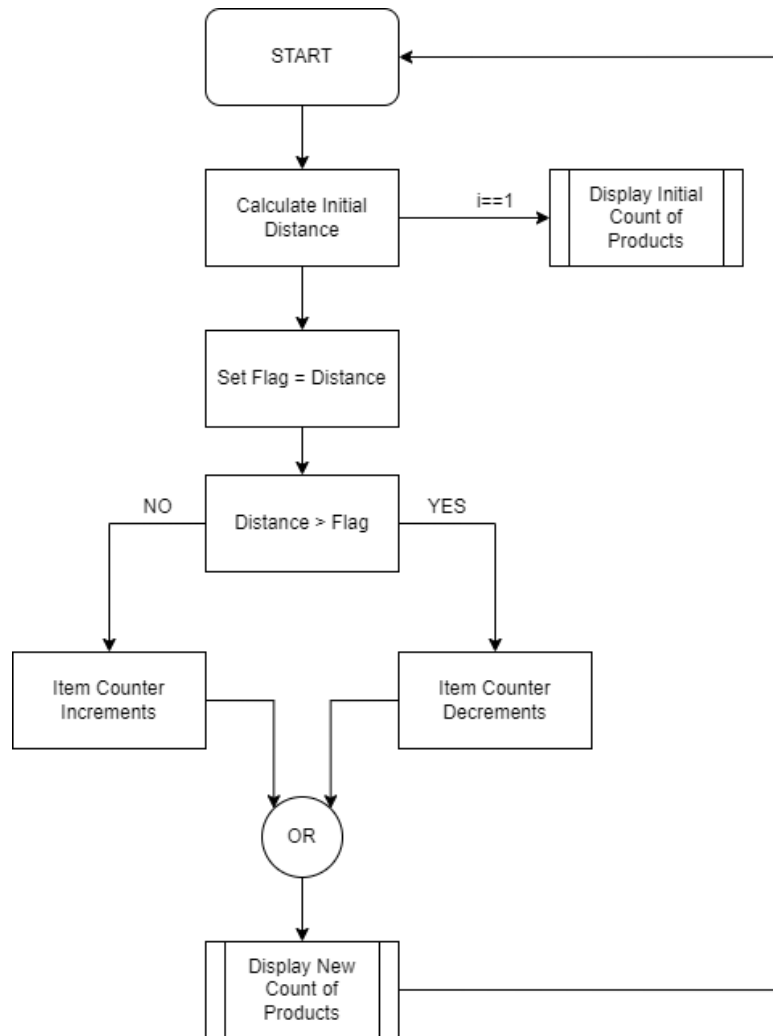 START
Calculate Initial
Distance
i==1
Display Initial
Count of
Products
Set Flag = Distance
NO
Distance > Flag
YES
Item Counter
Increments
Item Counter
Decrements
OR
Display New
Count of
Products